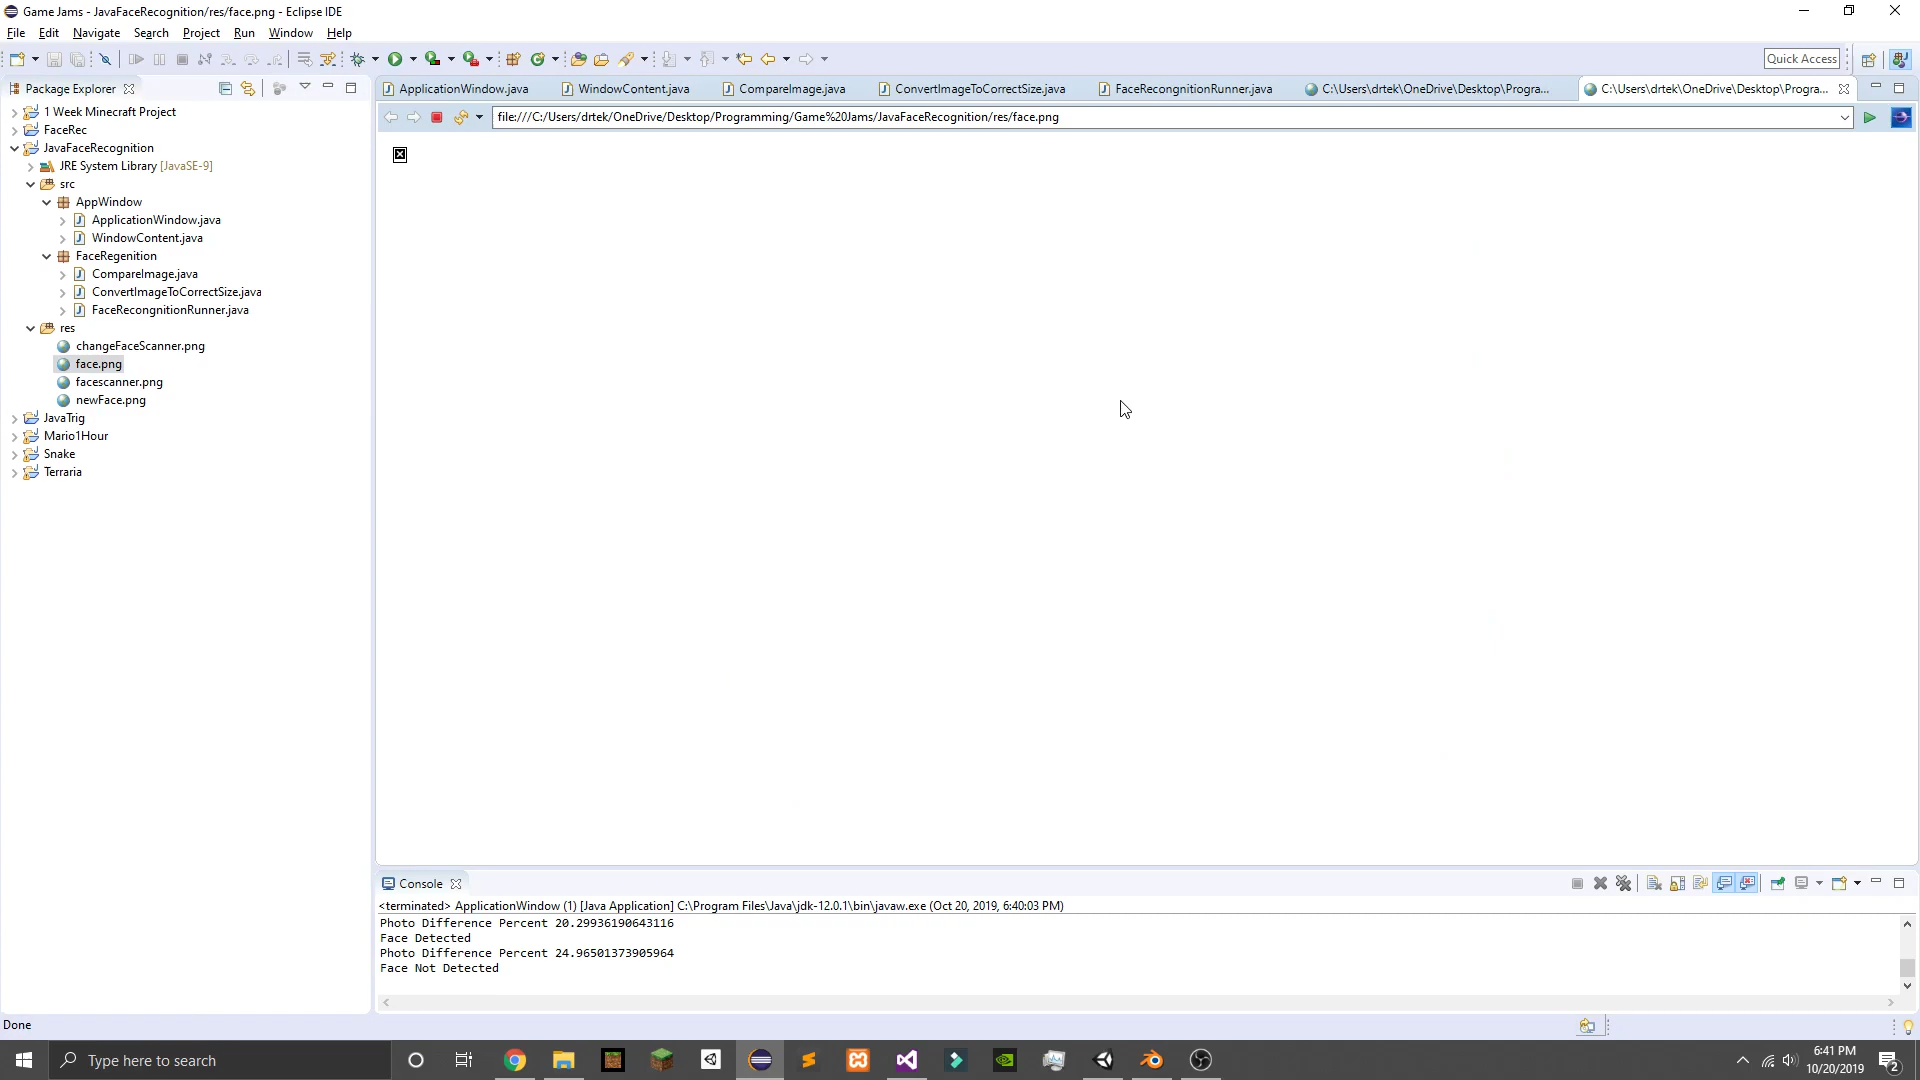 Game Jams - JavaFaceRecognition/res/face.png - Eclipse IDE
File Edit Navigate Search Project Run Window Help
Quick Access
Package Explorer
ApplicationWindow.java WindowContent.java CompareImage.java ConvertImageToCorrectSize.java FaceRecongnitionRunner.java C:\Users\drtek\OneDrive\Desktop\Progra... C:\Users\drtek\OneDrive\Desktop\Progra...
file:///C:/Users/drtek/OneDrive/Desktop/Programming/Game%20Jams/JavaFaceRecognition/res/face.png
1 Week Minecraft Project
FaceRec
JavaFaceRecognition
JRE System Library [JavaSE-9]
src
AppWindow
ApplicationWindow.java
WindowContent.java
FaceRegenition
CompareImage.java
ConvertImageToCorrectSize.java
FaceRecongnitionRunner.java
res
changeFaceScanner.png
face.png
facescanner.png
newFace.png
JavaTrig
Mario1Hour
Snake
Terraria
Console
<terminated> ApplicationWindow (1) [Java Application] C:\Program Files\Java\jdk-12.0.1\bin\javaw.exe (Oct 20, 2019, 6:40:03 PM)
Photo Difference Percent 20.29936190643116
Face Detected
Photo Difference Percent 24.96501373905964
Face Not Detected
Done
Type here to search
6:41 PM
10/20/2019
2